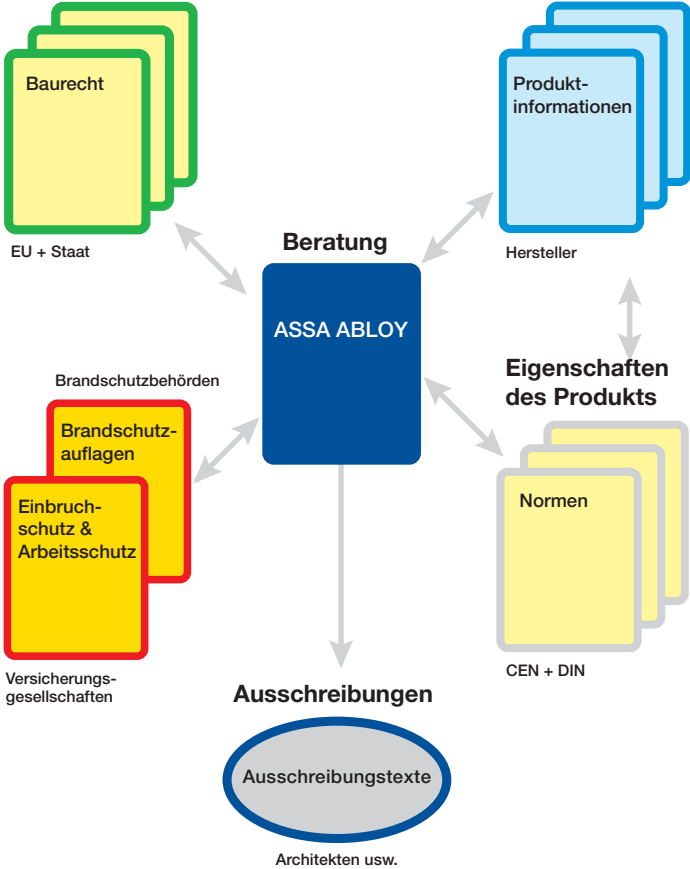 Baurecht
EU + Staat
Produkt-
informationen
Hersteller
Beratung
ASSA ABLOY
Eigenschaften
des Produkts
Normen
CEN + DIN
Brandschutzbehörden
Brandschutz-
auflagen
Einbruch-
schutz &
Arbeitsschutz
Versicherungs-
gesellschaften
Ausschreibungen
Ausschreibungstexte
Architekten usw.